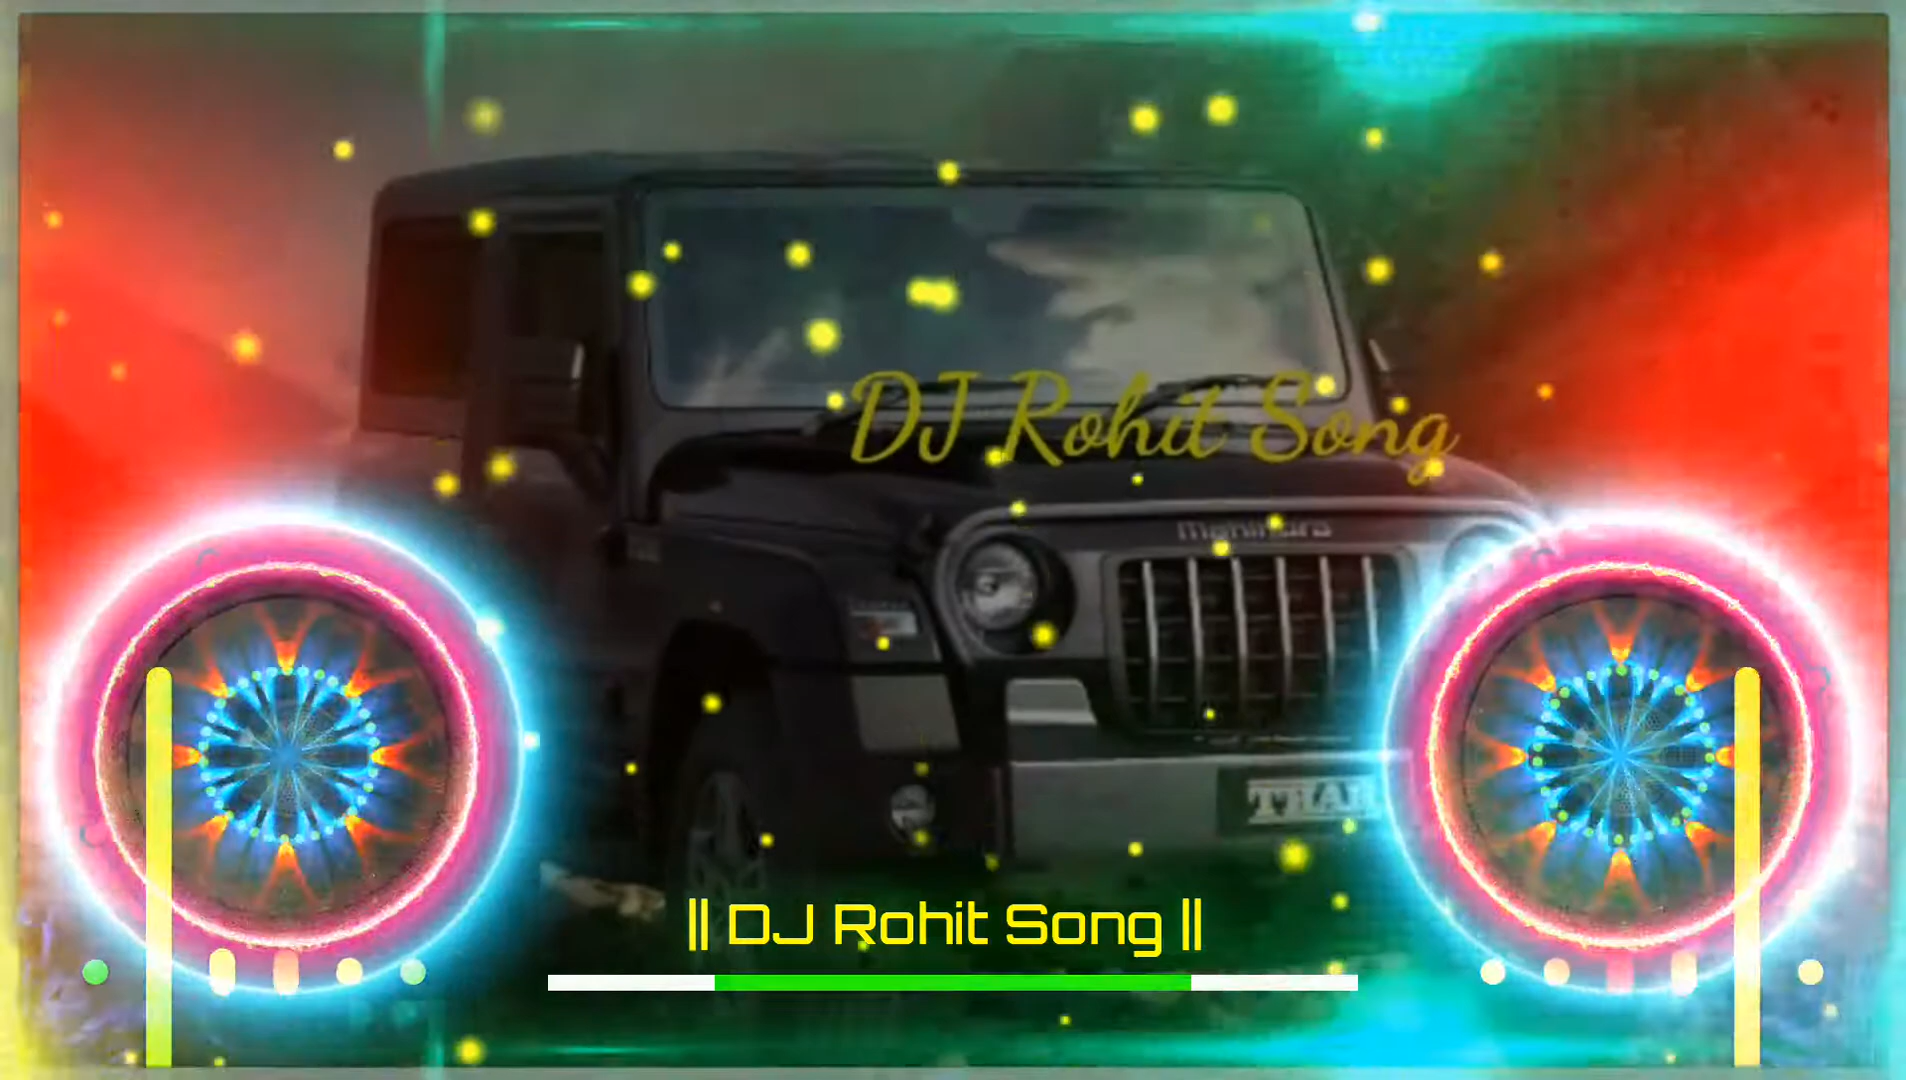 DJ Rohit Song
mahindra
THAR
|| DJ Rohit Song ||